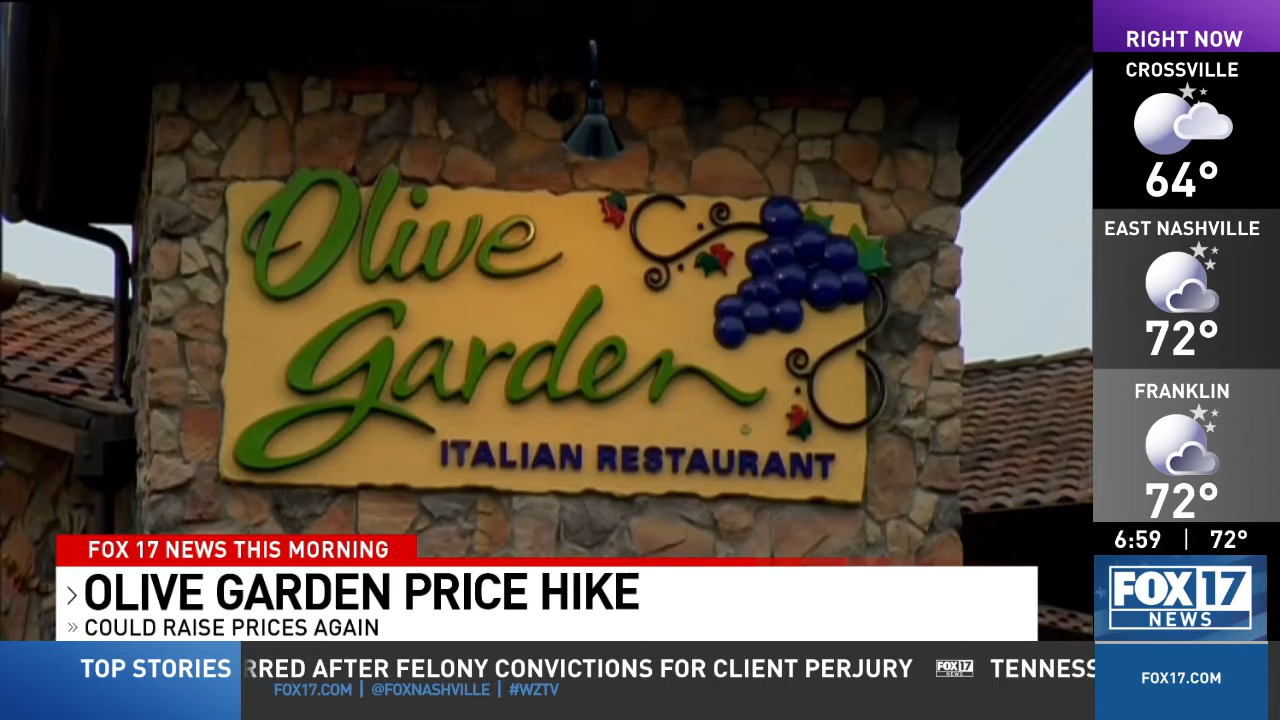 Olive
Garden
ITALIAN RESTAURANT
RIGHT NOW
CROSSVILLE
64°
EAST NASHVILLE
72°
FRANKLIN
72°
6:59 | 72°
FOX 17
NEWS
FOX 17 NEWS THIS MORNING
OLIVE GARDEN PRICE HIKE
» COULD RAISE PRICES AGAIN
TOP STORIES
AFTER FELONY CONVICTIONS FOR CLIENT PERJURY FOX 17 NEWS
FOX17.COM | @FOXNASHVILLE | #WZTV
FOX17.COM